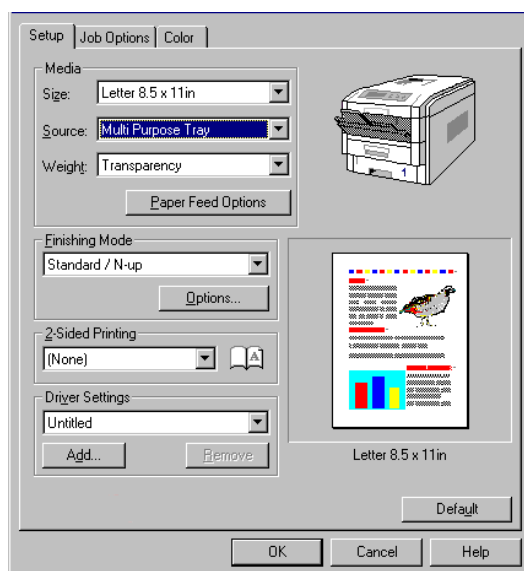 Setup
Job Options
Color
Media
Size:
Letter 8.5 x 11in
Source:
Multi Purpose Tray
Weight:
Transparency
Paper Feed Options
1
Finishing Mode
Standard / N-up
Options...
2-Sided Printing
(None)
A
Driver Settings
Untitled
Add...
Remove
Letter 8.5 x 11in
Default
OK
Cancel
Help